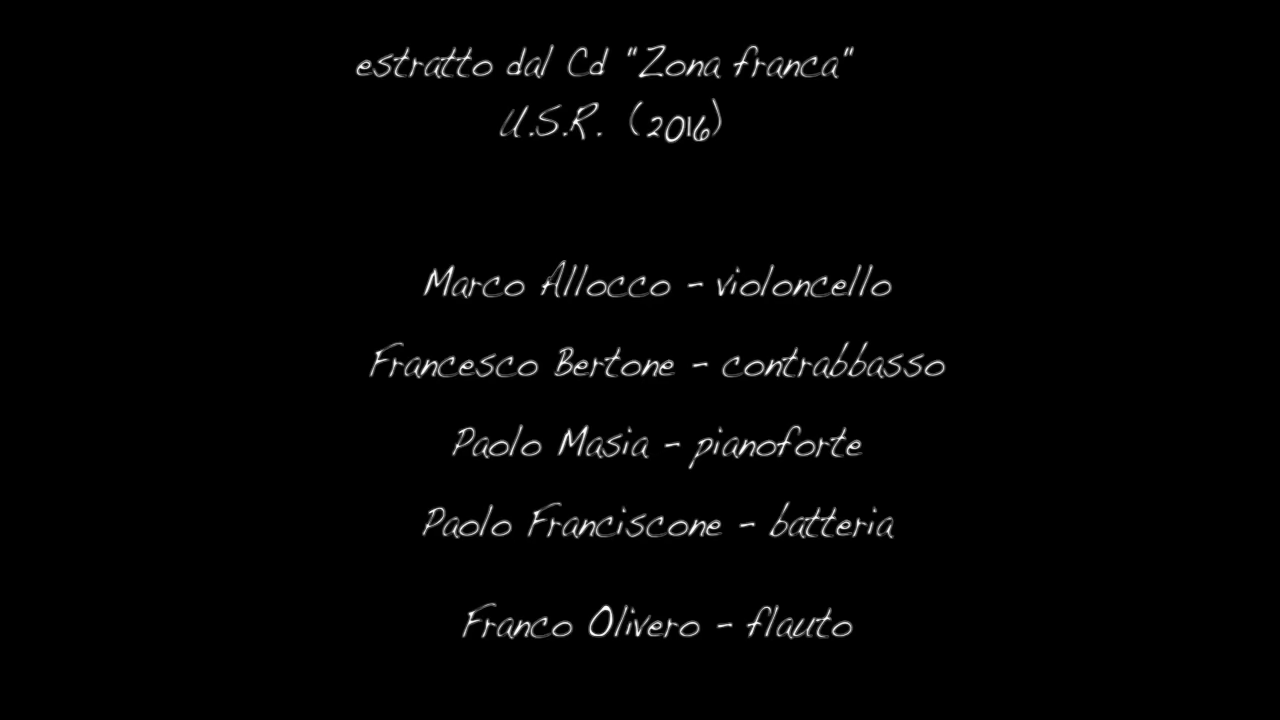 estratto dal Cd "Zona franca"
U.S.R. (2016)
Marco Allocco - violoncello
Francesco Bertone - contrabbasso
Paolo Masia - pianoforte
Paolo Franciscone - batteria
Franco Olivero - flauto